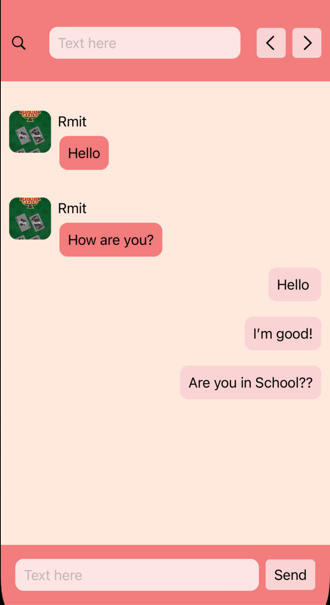 Text here
Rmit
Hello
Rmit
How are you?
Hello
I'm good!
Are you in School??
Text here
Send